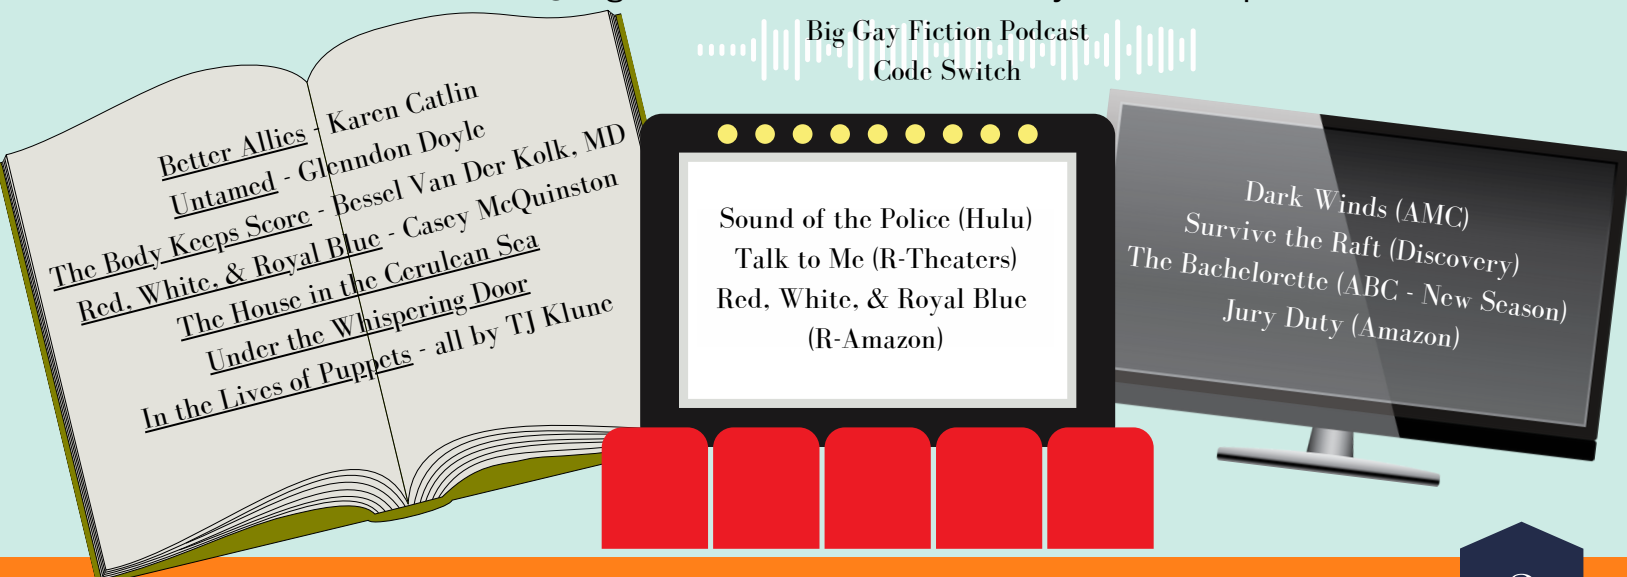 Big Gay Fiction Podcast
Code Switch
Better Allies - Karen Catlin
Untamed - Glenndon Doyle
The Body Keeps Score - Bessel Van Der Kolk, MD
Red, White, & Royal Blue - Casey McQuinston
The House in the Cerulean Sea
Under the Whispering Door
In the Lives of Puppets - all by TJ Klune
Sound of the Police (Hulu)
Talk to Me (R-Theaters)
Red, White, & Royal Blue
(R-Amazon)
Dark Winds (AMC)
Survive the Raft (Discovery)
The Bachelorette (ABC - New Season)
Jury Duty (Amazon)